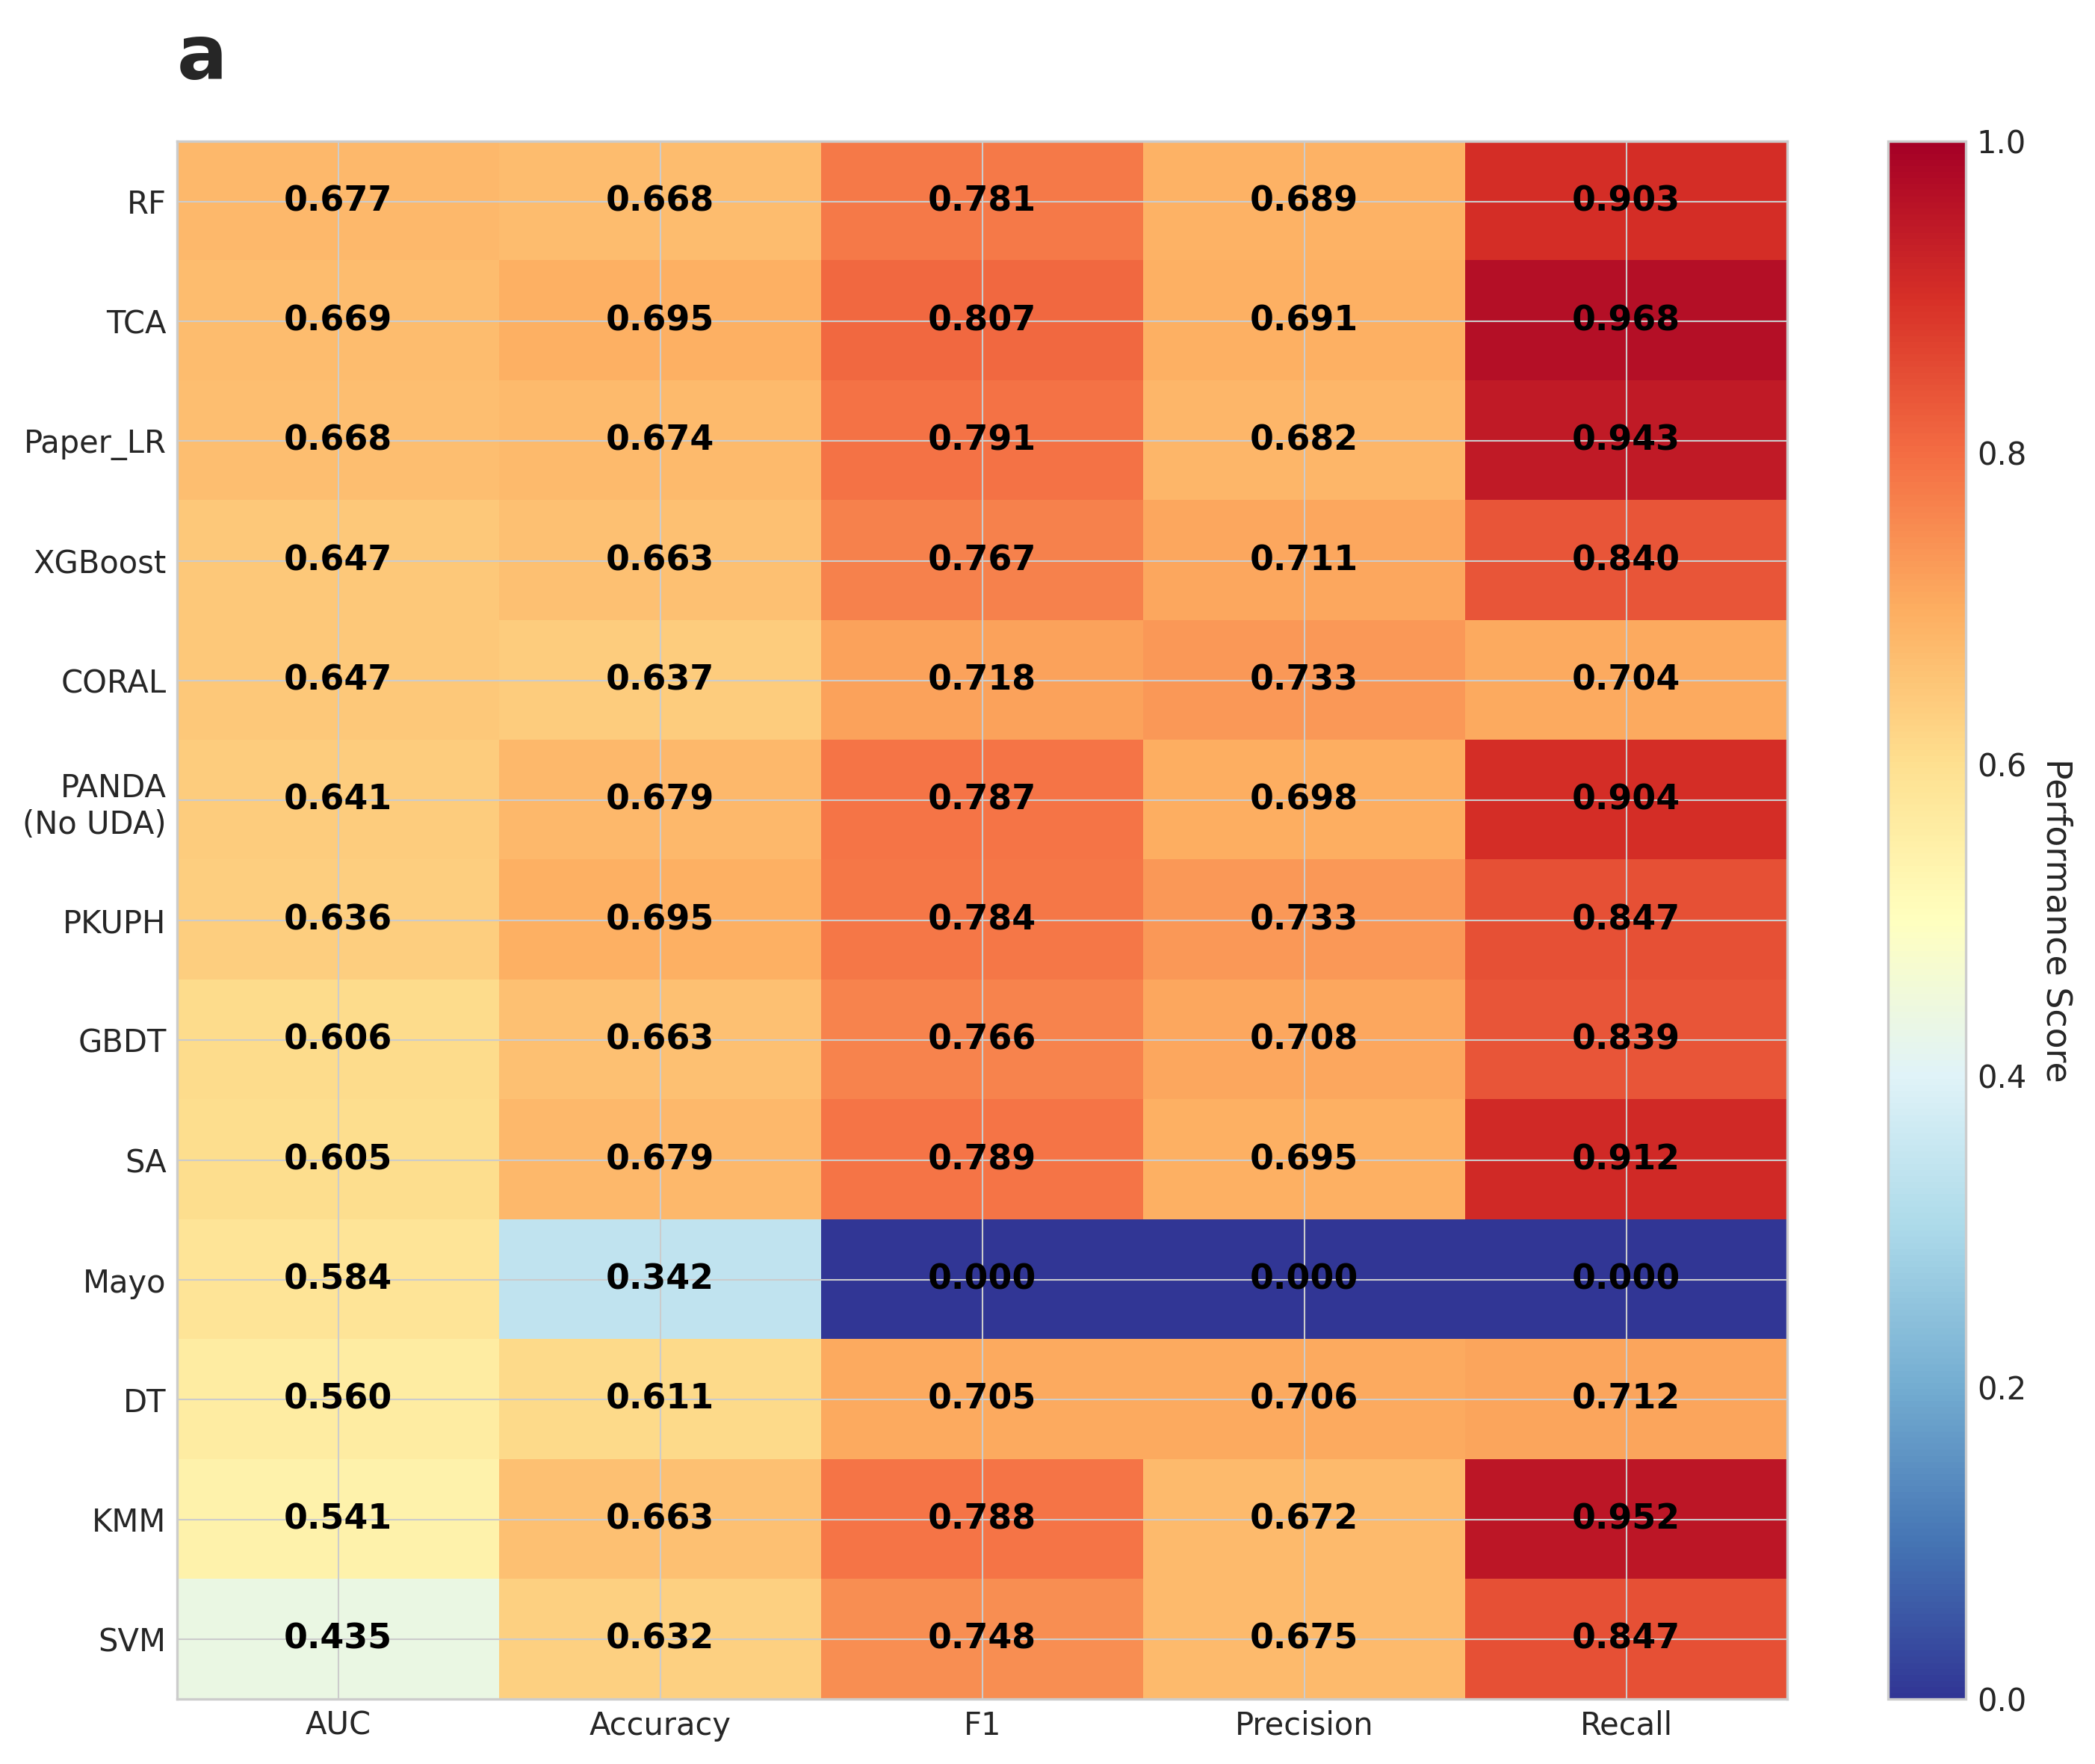 a
RF 0.677 0.668 0.781 0.689 0.903
TCA 0.669 0.695 0.807 0.691 0.968
Paper_LR 0.668 0.674 0.791 0.682 0.943
XGBoost 0.647 0.663 0.767 0.711 0.840
CORAL 0.647 0.637 0.718 0.733 0.704
PANDA
(No UDA) 0.641 0.679 0.787 0.698 0.904
PKUPH 0.636 0.695 0.784 0.733 0.847
GBDT 0.606 0.663 0.766 0.708 0.839
SA 0.605 0.679 0.789 0.695 0.912
Mayo 0.584 0.342 0.000 0.000 0.000
DT 0.560 0.611 0.705 0.706 0.712
KMM 0.541 0.663 0.788 0.672 0.952
SVM 0.435 0.632 0.748 0.675 0.847
AUC Accuracy F1 Precision Recall
1.0
0.8
0.6
0.4
0.2
0.0
Performance Score